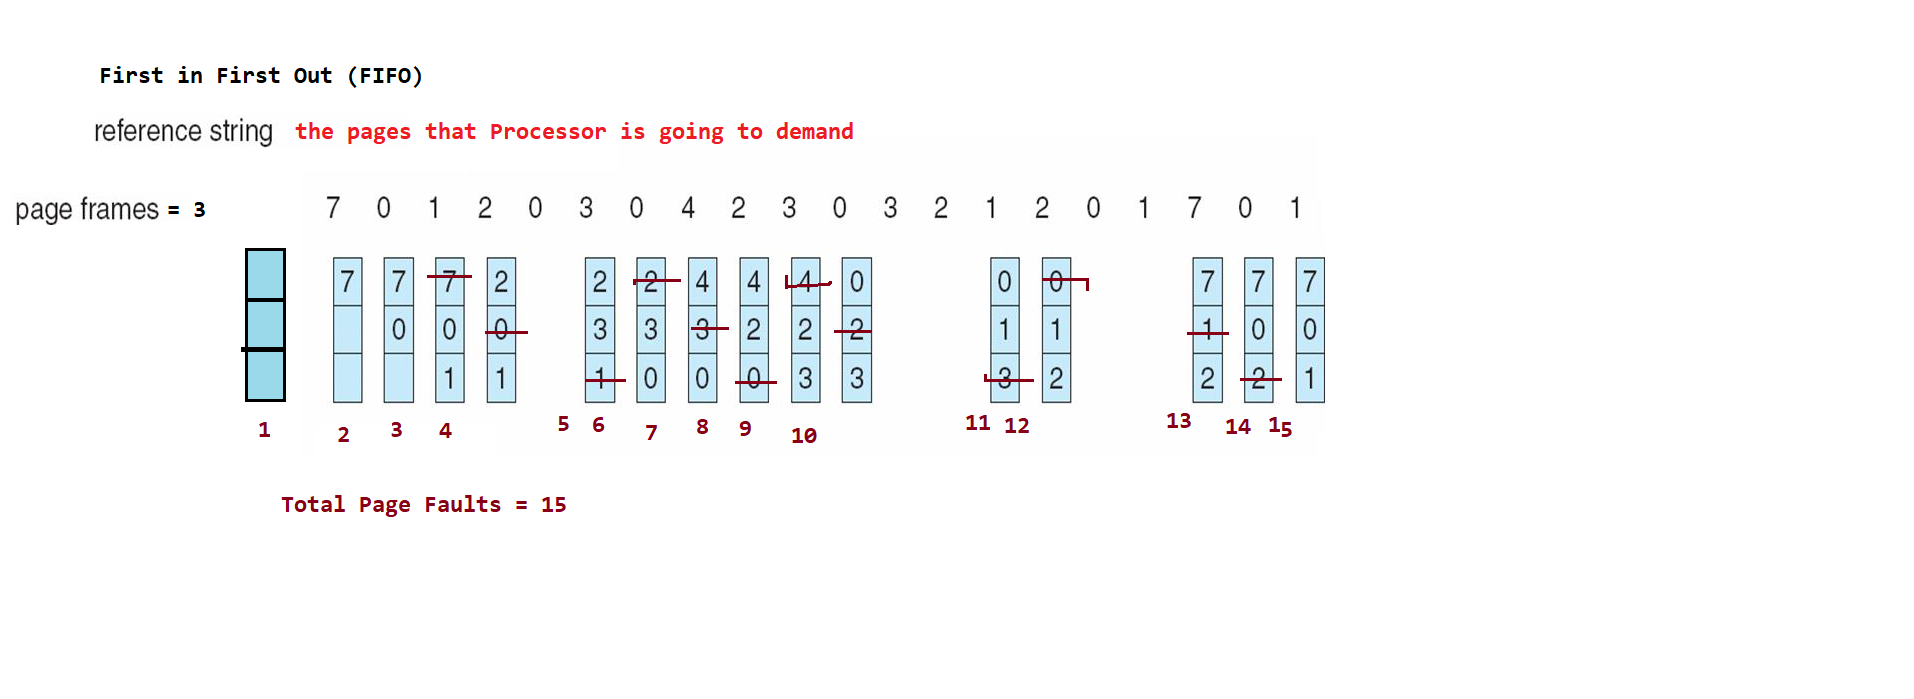 First in First Out (FIFO)
reference string the pages that Processor is going to demand
page frames = 3 7 0 1 2 0 3 0 4 2 3 0 3 2 1 2 0 1 7 0 1
7 7 7 2 2 2 4 4 4 0 0 0 7 7 7
0 0 0 3 3 3 2 2 2 1 1 1 0 0
1 1 1 0 0 0 3 3 3 2 2 2 1
1 2 3 4 5 6 7 8 9 10 11 12 13 14 15
Total Page Faults = 15